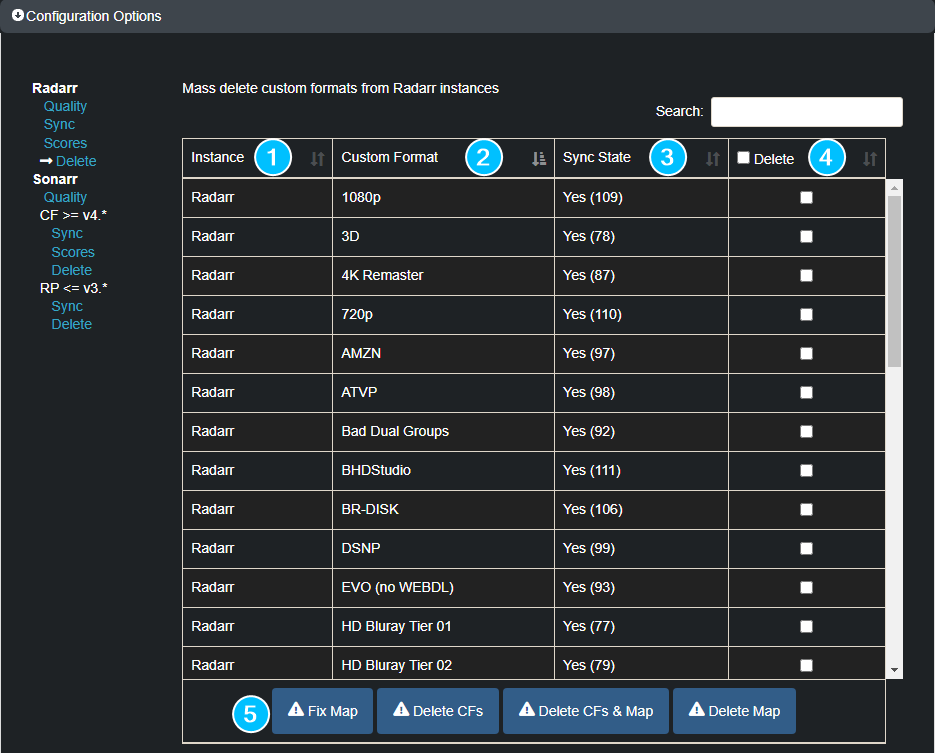 Configuration Options
Radarr
Quality
Sync
Scores
Delete
Sonarr
Quality
CF >= v4.*
Sync
Scores
Delete
RP <= v3.*
Sync
Delete
Mass delete custom formats from Radarr instances
Search:
Instance 1 Custom Format 2 Sync State 3 Delete 4
Radarr 1080p Yes (109)
Radarr 3D Yes (78)
Radarr 4K Remaster Yes (87)
Radarr 720p Yes (110)
Radarr AMZN Yes (97)
Radarr ATVP Yes (98)
Radarr Bad Dual Groups Yes (92)
Radarr BHDStudio Yes (111)
Radarr BR-DISK Yes (106)
Radarr DSNP Yes (99)
Radarr EVO (no WEBDL) Yes (93)
Radarr HD Bluray Tier 01 Yes (77)
Radarr HD Bluray Tier 02 Yes (79)
5 Fix Map Delete CFs Delete CFs & Map Delete Map